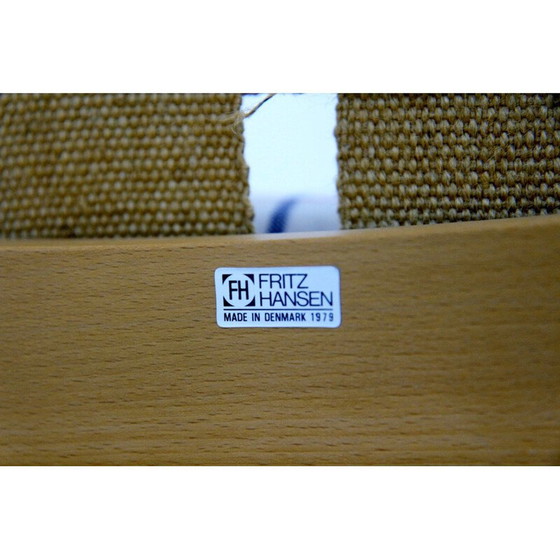 FH FRITZ
HANSEN
MADE IN DENMARK 1979